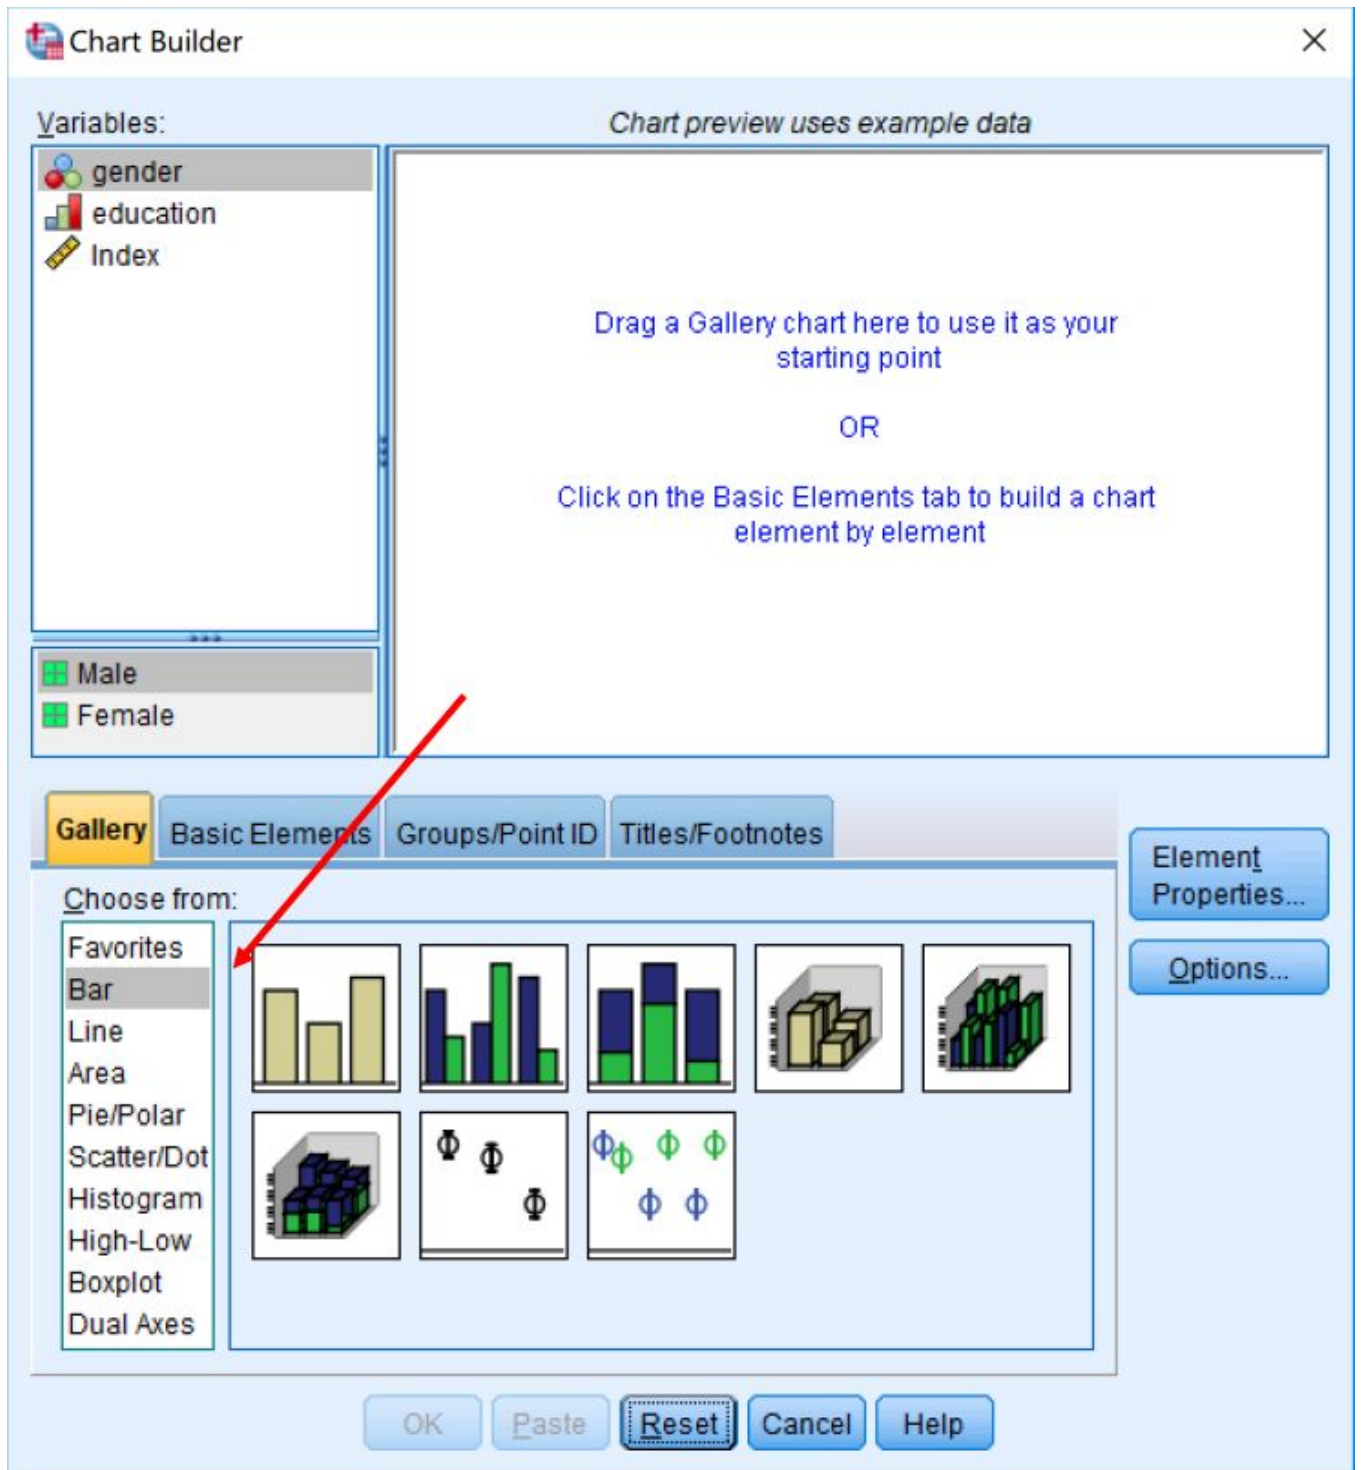 Chart Builder
Variables:
Chart preview uses example data
gender
education
Index
Drag a Gallery chart here to use it as your
starting point
OR
Click on the Basic Elements tab to build a chart
element by element
Male
Female
Gallery
Basic Elements
Groups/Point ID
Titles/Footnotes
Element
Properties...
Options...
Choose from:
Favorites
Bar
Line
Area
Pie/Polar
Scatter/Dot
Histogram
High-Low
Boxplot
Dual Axes
OK
Paste
Reset
Cancel
Help